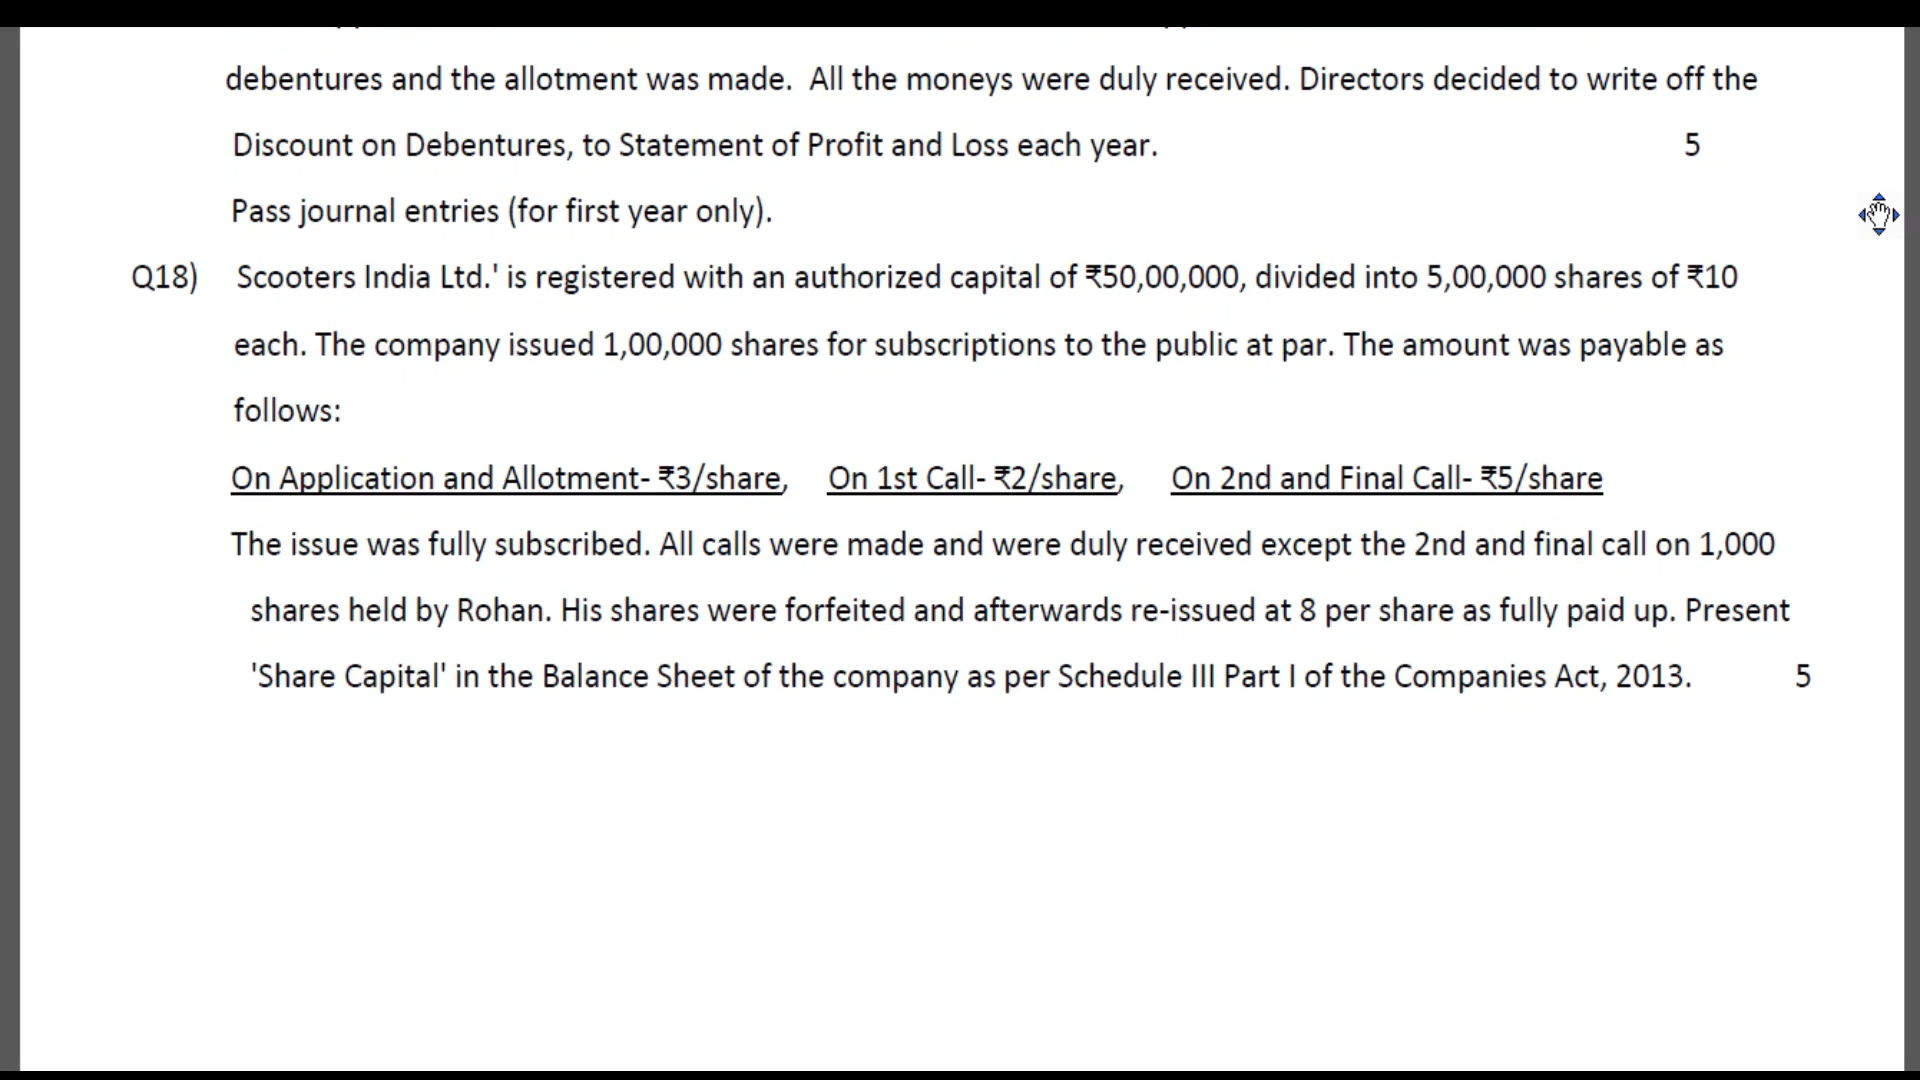 debentures and the allotment was made. All the moneys were duly received. Directors decided to write off the
Discount on Debentures, to Statement of Profit and Loss each year. 5
Pass journal entries (for first year only).
Q18) Scooters India Ltd.' is registered with an authorized capital of ₹50,00,000, divided into 5,00,000 shares of ₹10
each. The company issued 1,00,000 shares for subscriptions to the public at par. The amount was payable as
follows:
On Application and Allotment- ₹3/share, On 1st Call- ₹2/share, On 2nd and Final Call- ₹5/share
The issue was fully subscribed. All calls were made and were duly received except the 2nd and final call on 1,000
shares held by Rohan. His shares were forfeited and afterwards re-issued at 8 per share as fully paid up. Present
'Share Capital' in the Balance Sheet of the company as per Schedule III Part I of the Companies Act, 2013. 5